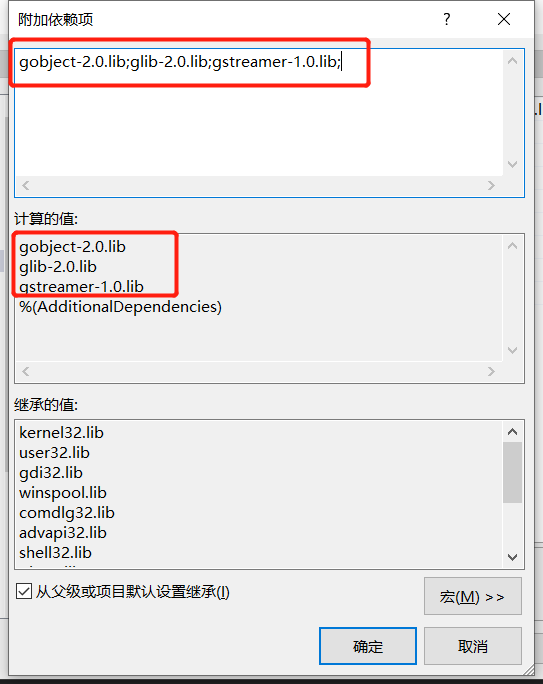 附加依赖项
?
gobject-2.0.lib;glib-2.0.lib;gstreamer-1.0.lib;
计算的值:
gobject-2.0.lib
glib-2.0.lib
gstreamer-1.0.lib
%(AdditionalDependencies)
继承的值:
kernel32.lib
user32.lib
gdi32.lib
winspool.lib
comdlg32.lib
advapi32.lib
shell32.lib
从父级或项目默认设置继承(I)
宏(M) >>
确定
取消